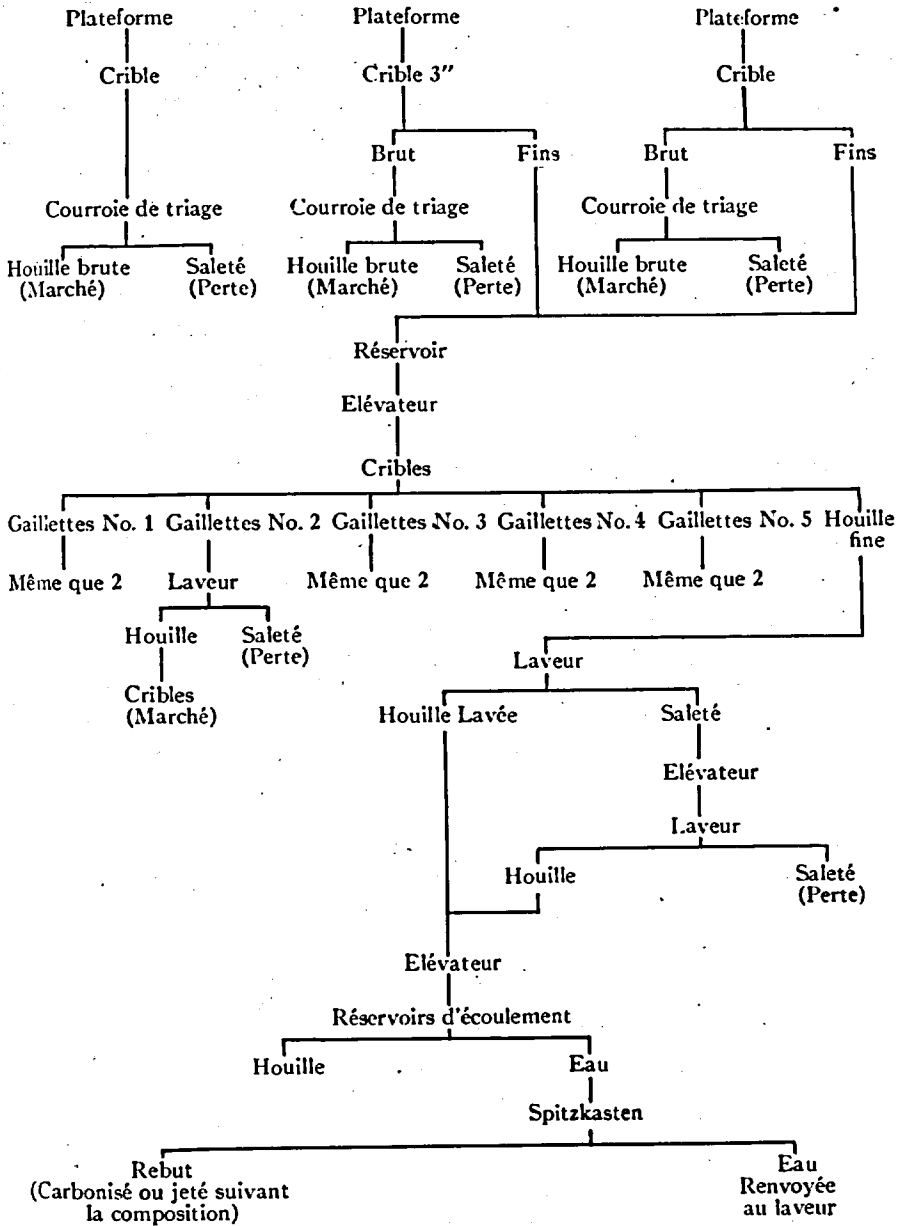 Plateforme Plateforme Plateforme
Crible Crible 3" Crible
Brut Fins Brut Fins
Courroie de triage Courroie de triage Courroie de triage
Houille brute Saleté Houille brute Saleté Houille brute Saleté
(Marché) (Perte) (Marché) (Perte) (Marché) (Perte)
Réservoir
Elévateur
Cribles
Gaillettes No. 1 Gaillettes No. 2 Gaillettes No. 3 Gaillettes No. 4 Gaillettes No. 5 Houille
fine
Même que 2 Laveur Même que 2 Même que 2 Même que 2
Houille Saleté
(Perte)
Laveur
Cribles
(Marché)
Houille Lavée Saleté
Elévateur
Laveur
Houille Saleté
(Perte)
Elévateur
Réservoirs d'écoulement
Houille Eau
Spitzkasten
Rebut Eau
(Carbonisé ou jeté suivant Renvoyée
la composition) au laveur